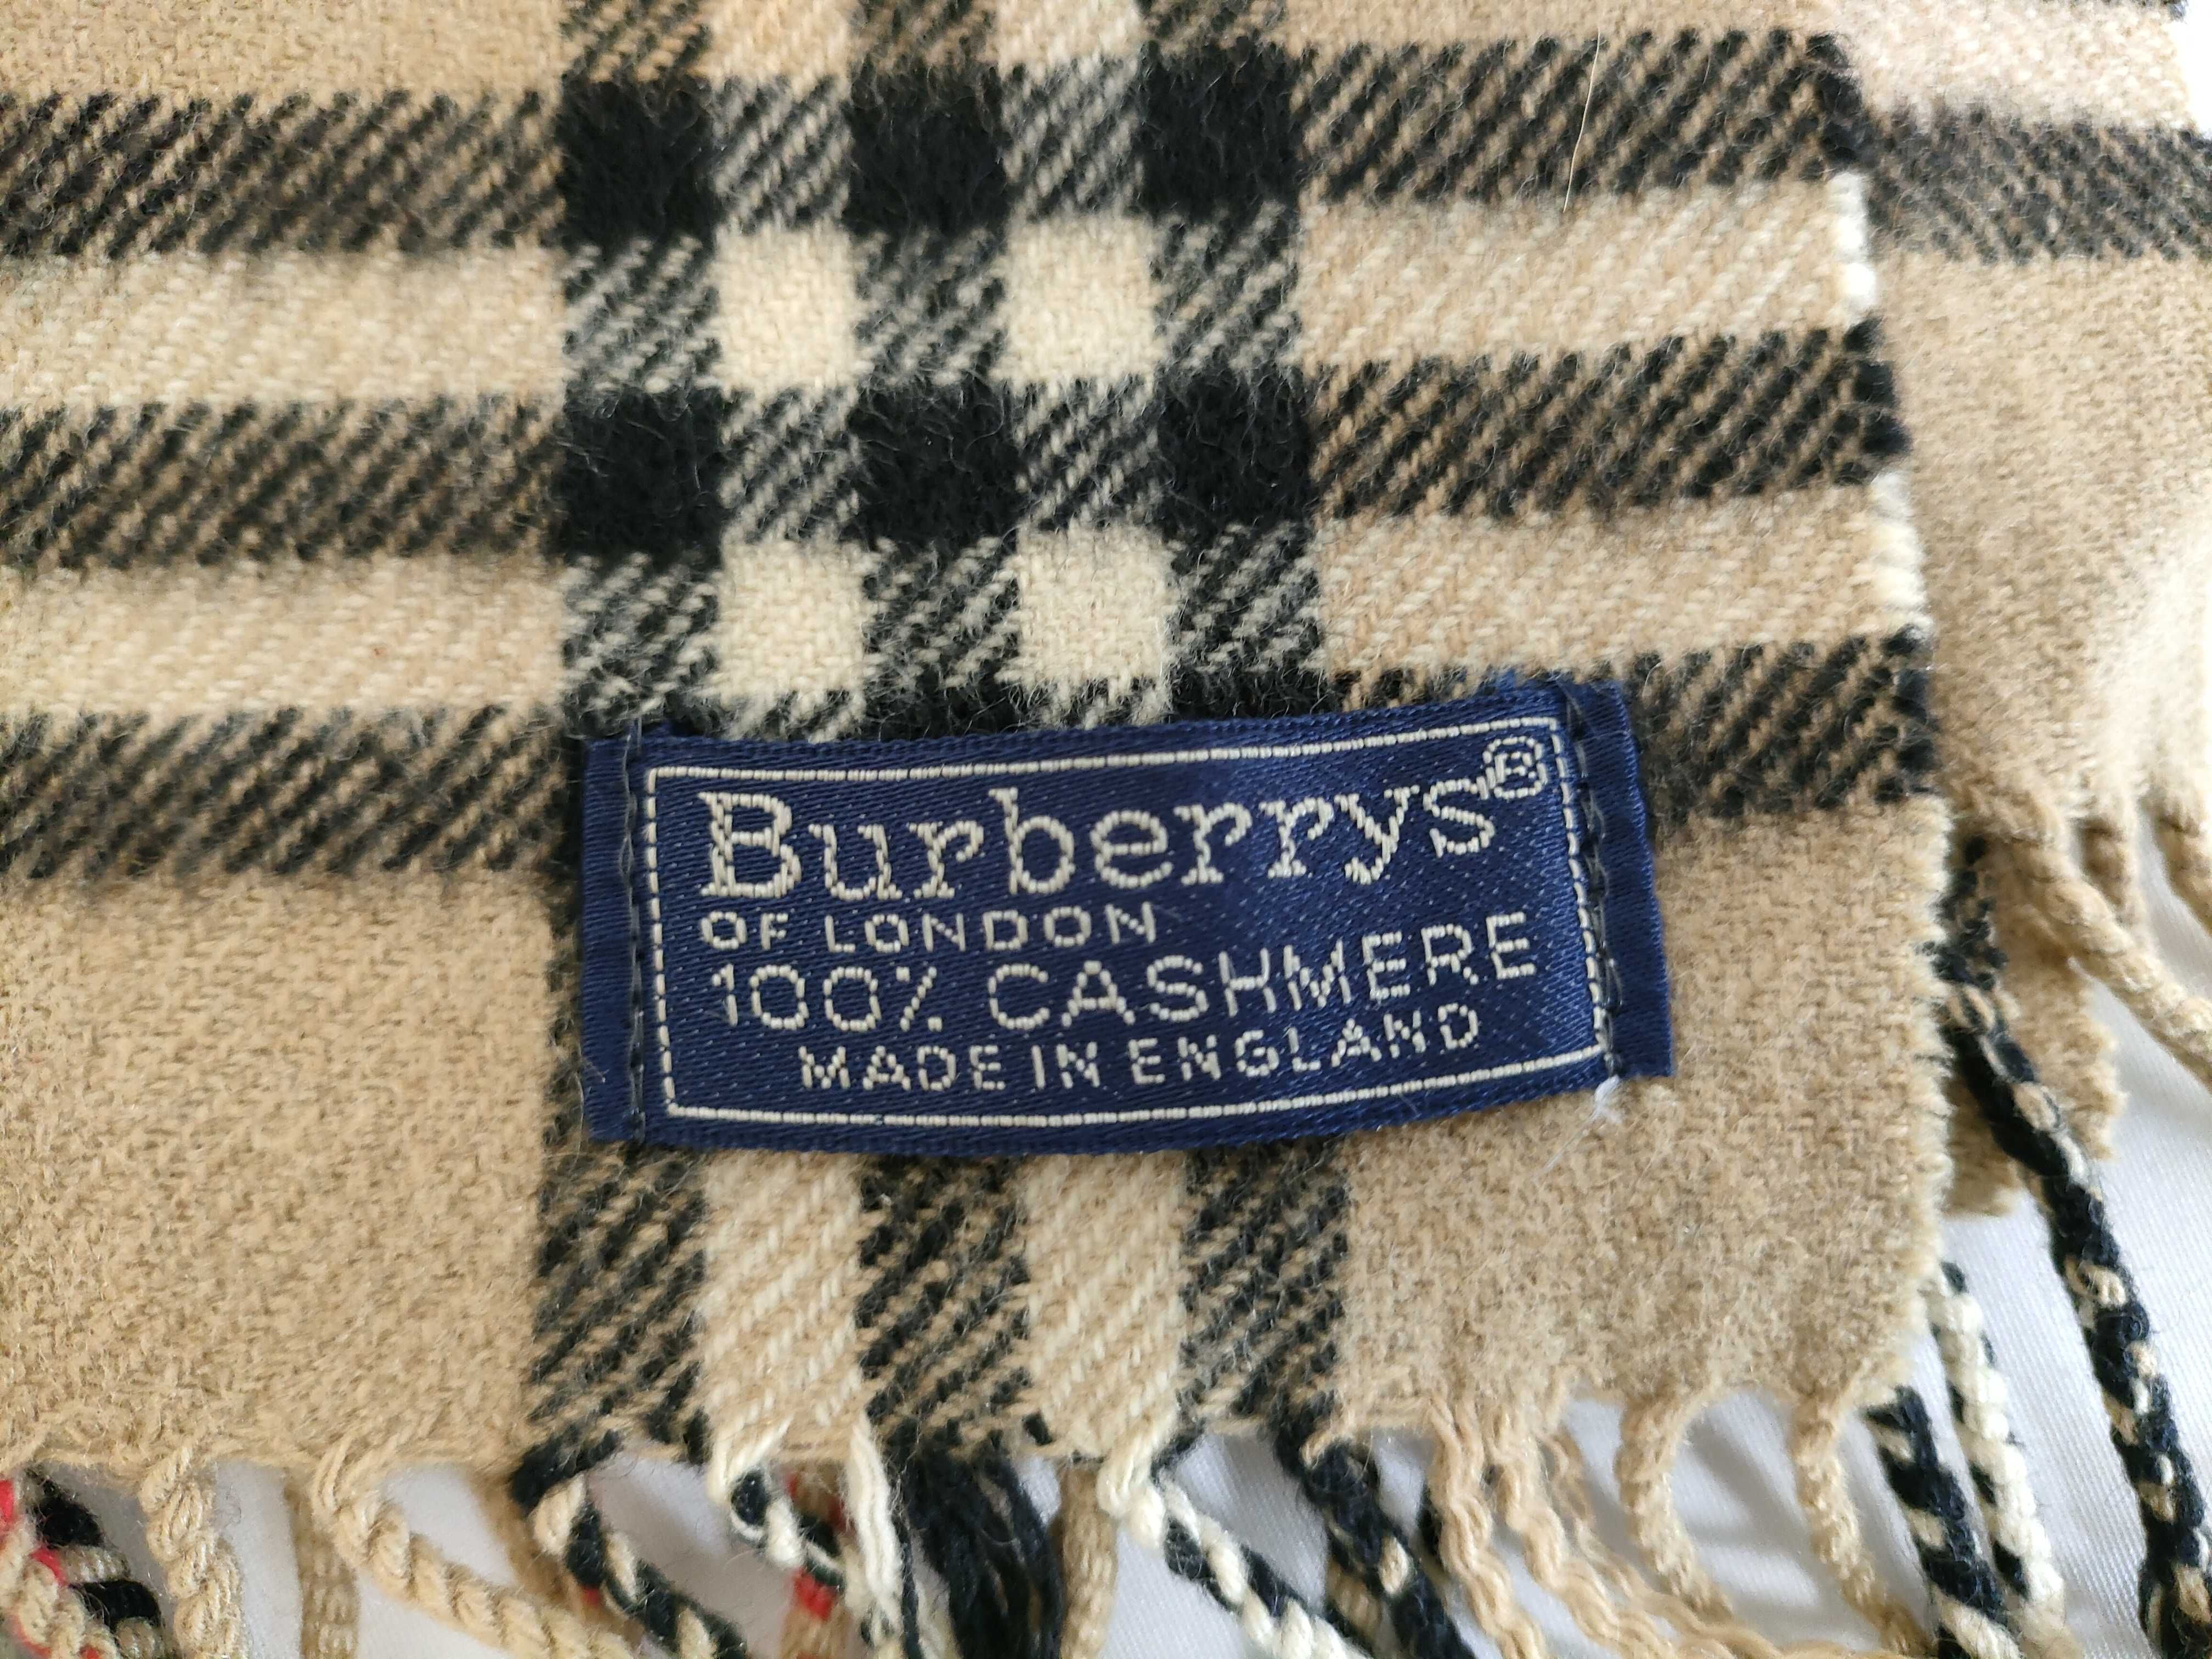 Burberrys®
OF LONDON
100% CASHMERE
MADE IN ENGLAND